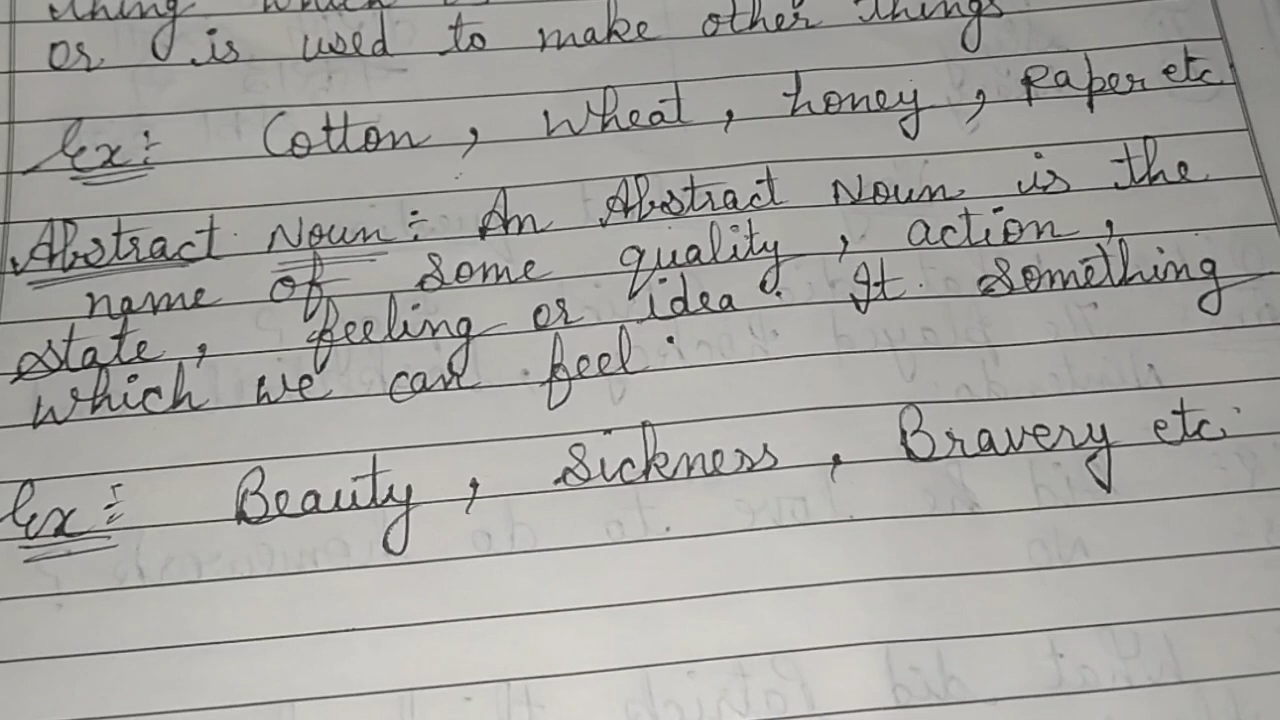 thing which
or is used to make other things
Ex:- Cotton, wheat, honey, paper etc
Abstract Noun:- An Abstract Noun is the
name of some quality, action,
state, feeling or idea. It something
which we can feel.
Ex:- Beauty, Sickness, Bravery etc.